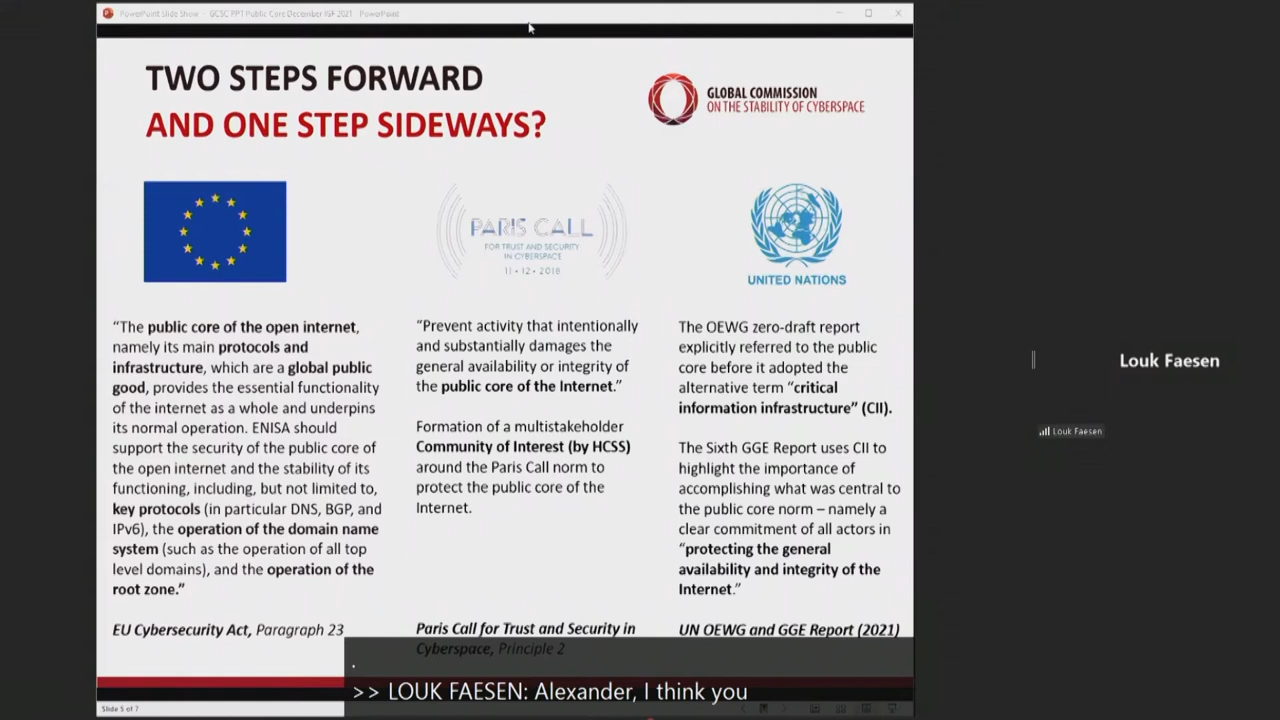 PowerPoint Slide Show - GCSC PPT Public Core December IGF 2021 - PowerPoint
TWO STEPS FORWARD
AND ONE STEP SIDEWAYS?
GLOBAL COMMISSION
ON THE STABILITY OF CYBERSPACE
PARIS CALL
FOR TRUST AND SECURITY
IN CYBERSPACE
11 • 12 • 2018
UNITED NATIONS
“The public core of the open internet,
namely its main protocols and
infrastructure, which are a global public
good, provides the essential functionality
of the internet as a whole and underpins
its normal operation. ENISA should
support the security of the public core of
the open internet and the stability of its
functioning, including, but not limited to,
key protocols (in particular DNS, BGP, and
IPv6), the operation of the domain name
system (such as the operation of all top
level domains), and the operation of the
root zone.”
EU Cybersecurity Act, Paragraph 23
“Prevent activity that intentionally
and substantially damages the
general availability or integrity of
the public core of the Internet.”
Formation of a multistakeholder
Community of Interest (by HCSS)
around the Paris Call norm to
protect the public core of the
Internet.
Paris Call for Trust and Security in
Cyberspace, Principle 2
The OEWG zero-draft report
explicitly referred to the public
core before it adopted the
alternative term “critical
information infrastructure” (CII).
The Sixth GGE Report uses CII to
highlight the importance of
accomplishing what was central to
the public core norm – namely a
clear commitment of all actors in
“protecting the general
availability and integrity of the
Internet.”
UN OEWG and GGE Report (2021)
Louk Faesen
Louk Faesen
.
>> LOUK FAESEN: Alexander, I think you
Slide 5 of 7